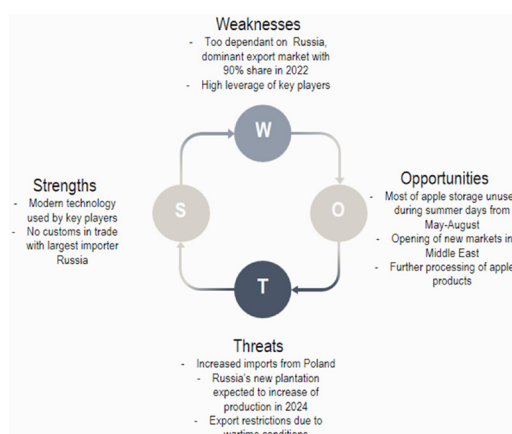 Weaknesses
- Too dependant on Russia,
dominant export market with
90% share in 2022
- High leverage of key players
W
Strengths
- Modern technology
used by key players
- No customs in trade
with largest importer
Russia
S
O
Opportunities
- Most of apple storage unuse
during summer days from
May-August
- Opening of new markets in
Middle East
- Further processing of apple
products
T
Threats
- Increased imports from Poland
- Russia's new plantation
expected to increase of
production in 2024
- Export restrictions due to
wartime conditions